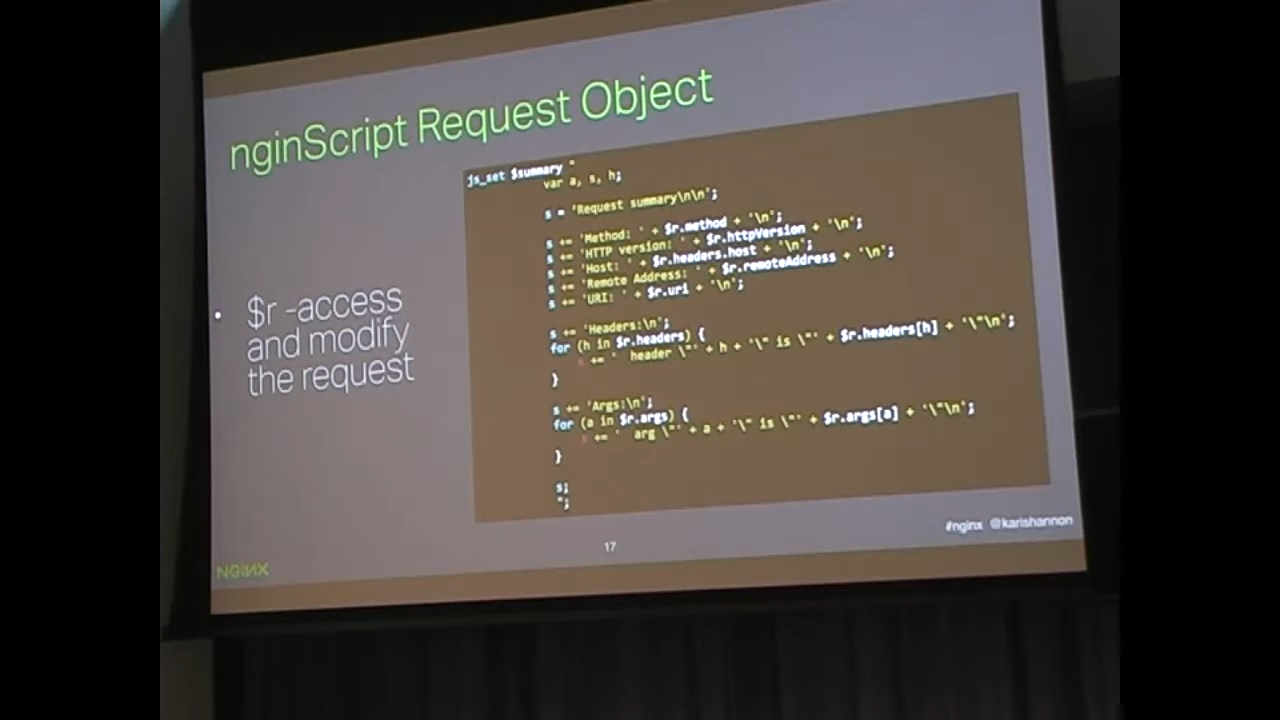 nginScript Request Object
• $r -access
and modify
the request
js_set $summary "
var a, s, h;
s = 'Request summary\n\n';
s += 'Method: ' + $r.method + '\n';
s += 'HTTP version: ' + $r.httpVersion + '\n';
s += 'Host: ' + $r.headers.host + '\n';
s += 'Remote Address: ' + $r.remoteAddress + '\n';
s += 'URI: ' + $r.uri + '\n';
s += 'Headers:\n';
for (h in $r.headers) {
s += '  header \"' + h + '\" is \"' + $r.headers[h] + '\"\n';
}
s += 'Args:\n';
for (a in $r.args) {
s += '  arg \"' + a + '\" is \"' + $r.args[a] + '\"\n';
}
s;
";
#nginx @karishannon
17
NGINX